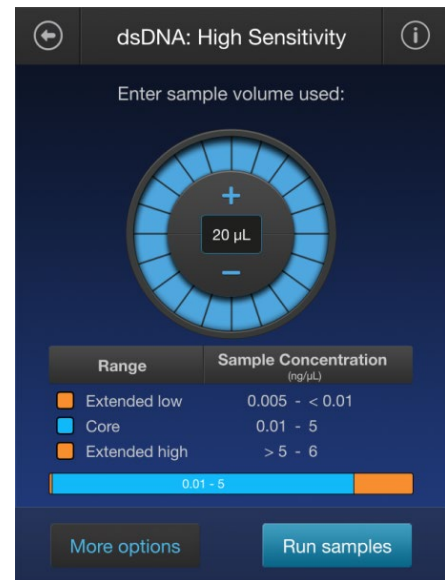 dsDNA: High Sensitivity
i
Enter sample volume used:
+
20 µL
−
Range Sample Concentration
(ng/µL)
Extended low 0.005 - < 0.01
Core 0.01 - 5
Extended high > 5 - 6
0.01 - 5
More options Run samples